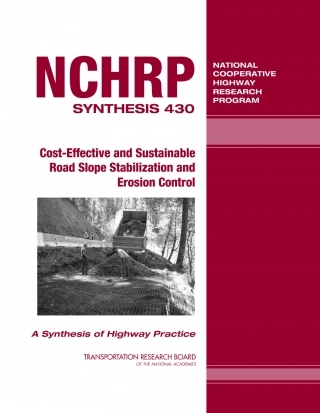 NCHRP
SYNTHESIS 430
NATIONAL
COOPERATIVE
HIGHWAY
RESEARCH
PROGRAM
Cost-Effective and Sustainable
Road Slope Stabilization and
Erosion Control
A Synthesis of Highway Practice
TRANSPORTATION RESEARCH BOARD
OF THE NATIONAL ACADEMIES